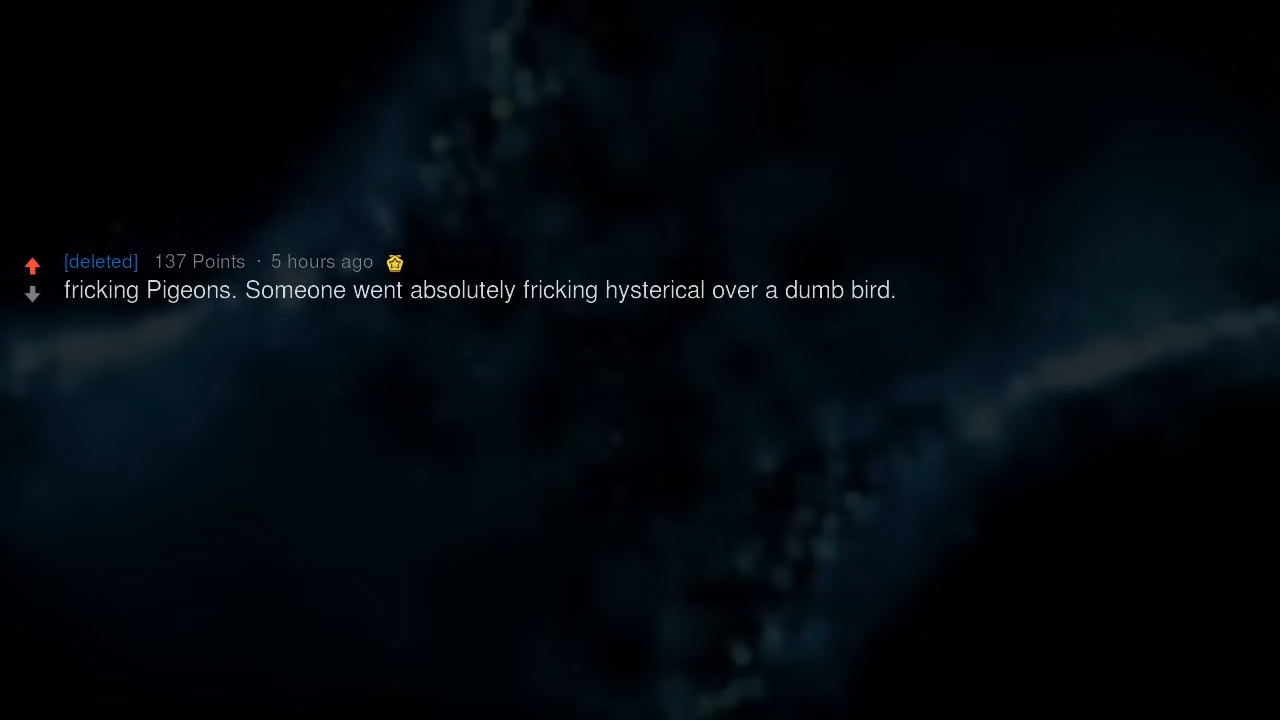 [deleted] 137 Points · 5 hours ago
fricking Pigeons. Someone went absolutely fricking hysterical over a dumb bird.